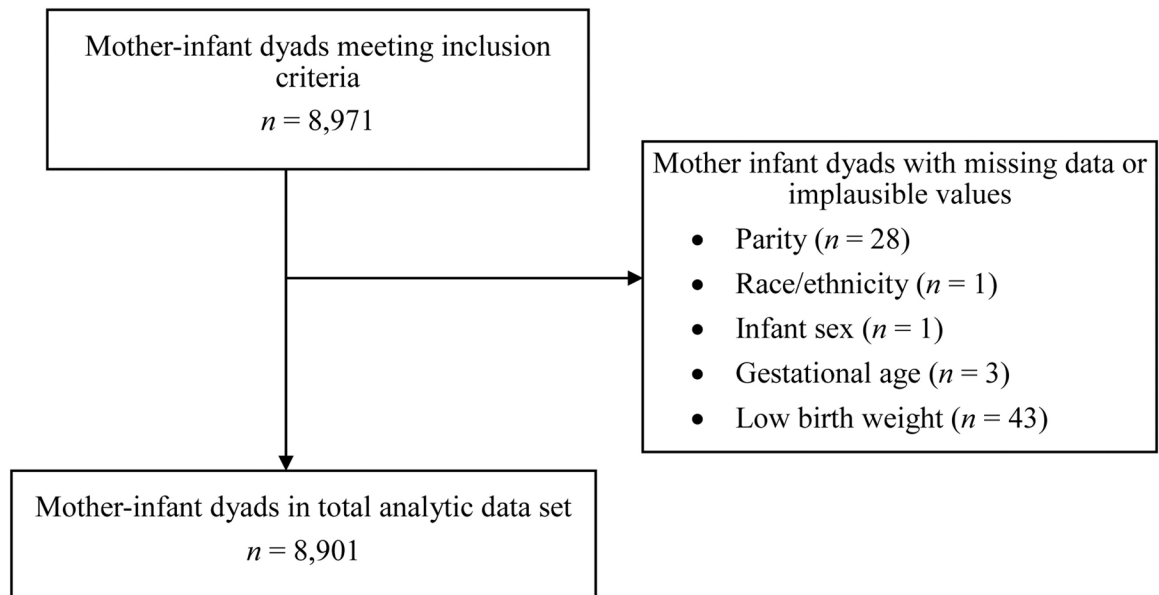 Mother-infant dyads meeting inclusion
criteria
n = 8,971
Mother infant dyads with missing data or
implausible values
• Parity (n = 28)
• Race/ethnicity (n = 1)
• Infant sex (n = 1)
• Gestational age (n = 3)
• Low birth weight (n = 43)
Mother-infant dyads in total analytic data set
n = 8,901